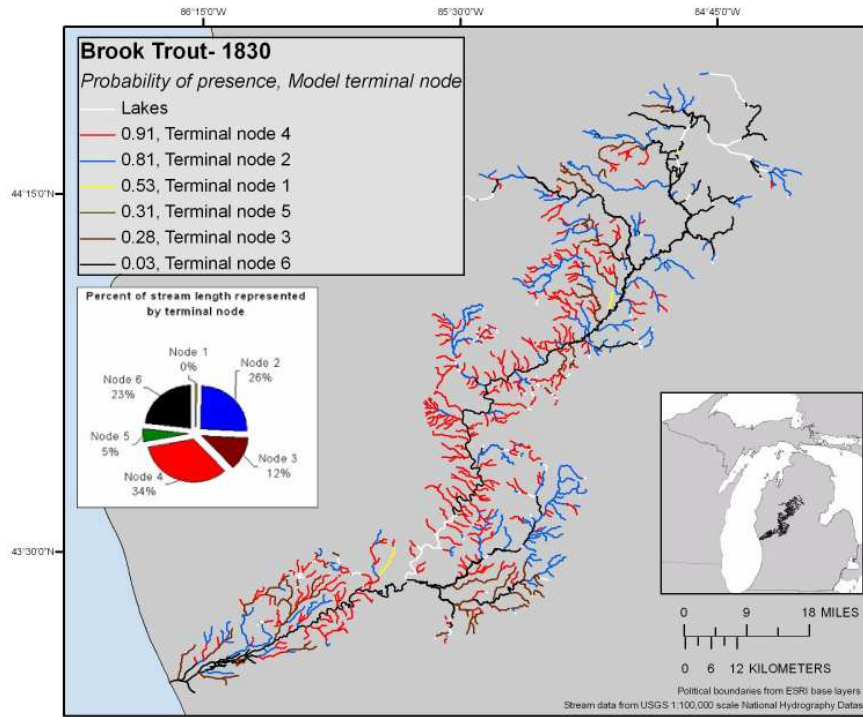 86°15'0"W 85°30'0"W 84°45'0"W
Brook Trout- 1830
Probability of presence, Model terminal node
Lakes
0.91, Terminal node 4
0.81, Terminal node 2
0.53, Terminal node 1
0.31, Terminal node 5
0.28, Terminal node 3
0.03, Terminal node 6
44°15'0"N
Percent of stream length represented
by terminal node
Node 1
0%
Node 2
26%
Node 6
23%
Node 5
5%
Node 3
12%
Node 4
34%
43°30'0"N
0 9 18 MILES
0 6 12 KILOMETERS
Political boundaries from ESRI base layers
Stream data from USGS 1:100,000 scale National Hydrography Datas